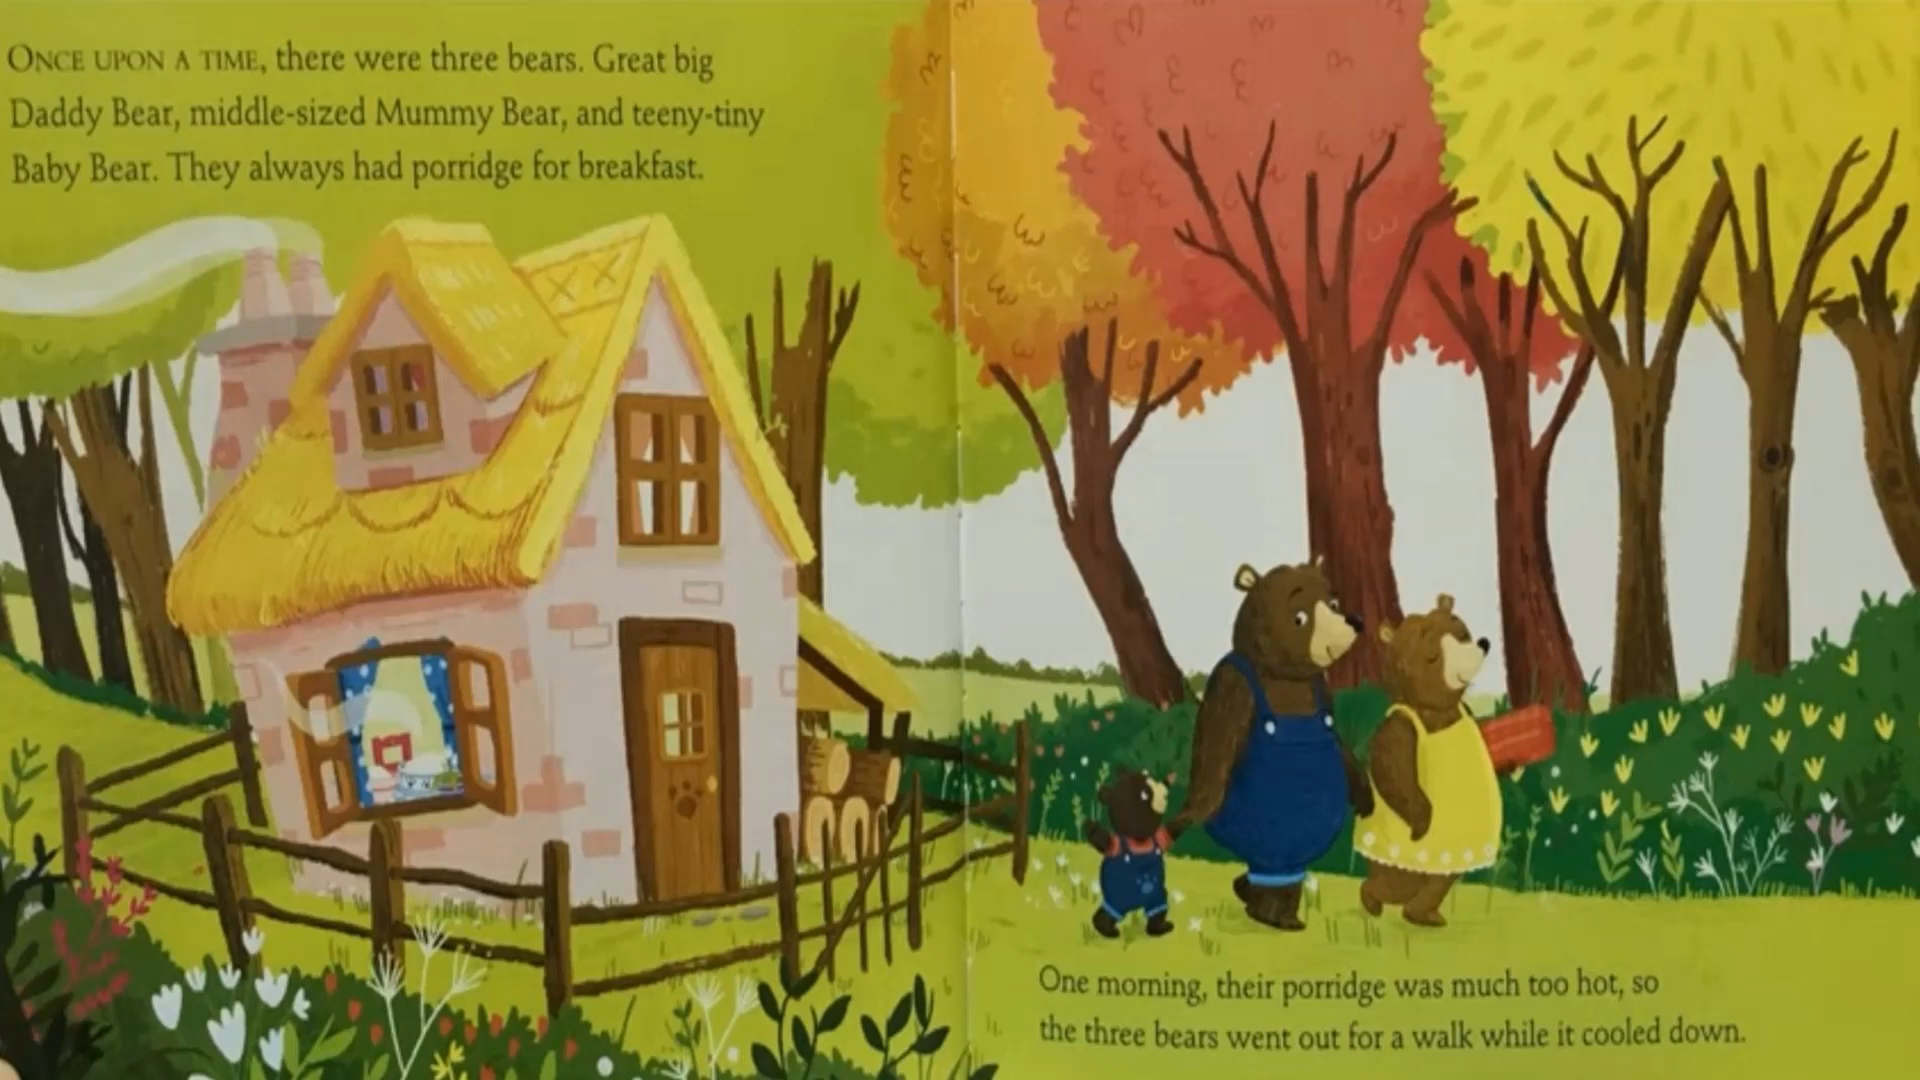 ONCE UPON A TIME, there were three bears. Great big
Daddy Bear, middle-sized Mummy Bear, and teeny-tiny
Baby Bear. They always had porridge for breakfast.
One morning, their porridge was much too hot, so
the three bears went out for a walk while it cooled down.